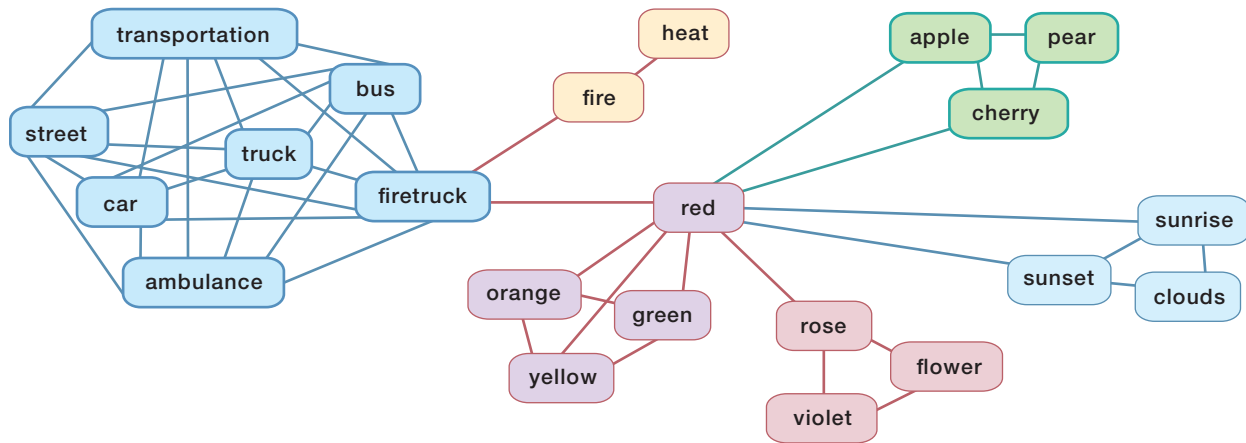 transportation
heat
apple
pear
bus
fire
cherry
street
truck
firetruck
car
red
sunrise
ambulance
sunset
clouds
orange
green
rose
yellow
flower
violet